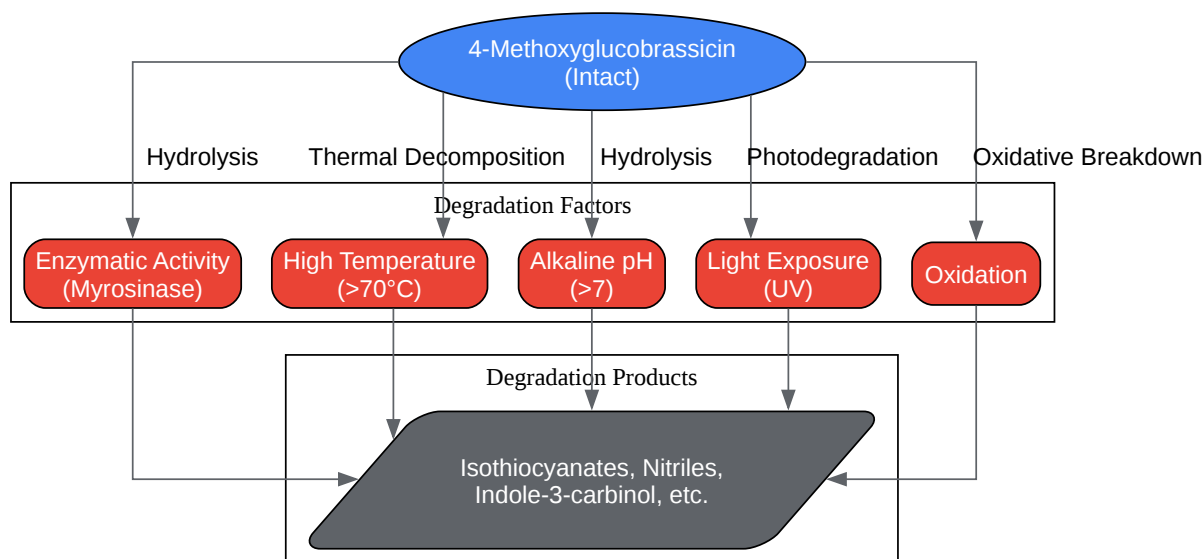 4-Methoxyglucobrassicin
(Intact)
Hydrolysis
Thermal Decomposition
Hydrolysis
Photodegradation
Oxidative Breakdown
Degradation Factors
Enzymatic Activity
(Myrosinase)
High Temperature
(>70°C)
Alkaline pH
(>7)
Light Exposure
(UV)
Oxidation
Degradation Products
Isothiocyanates, Nitriles,
Indole-3-carbinol, etc.